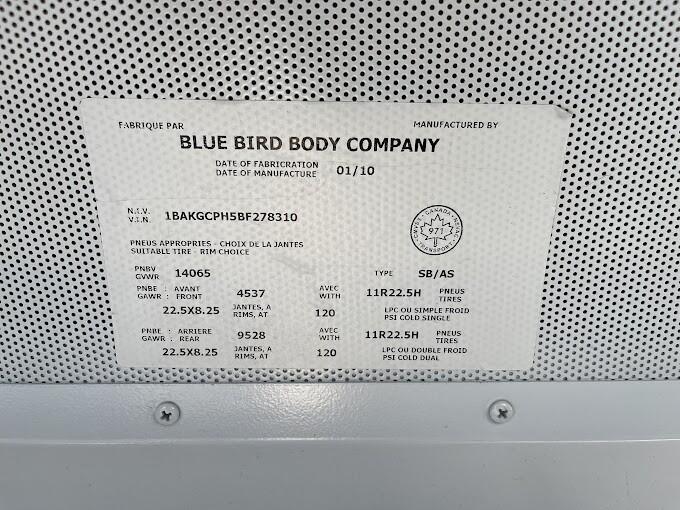 FABRIQUE PAR MANUFACTURED BY
BLUE BIRD BODY COMPANY
DATE OF FABRICRATION
DATE OF MANUFACTURE 01/10
N.I.V.
V.I.N. 1BAKGCPH5BF278310
CANADA
971
TRANSPORT
PNEUS APPROPRIES - CHOIX DE LA JANTES
SUITABLE TIRE - RIM CHOICE
PNBV
GVWR 14065 TYPE SB/AS
PNBE : AVANT
GAWR : FRONT 4537 AVEC
WITH 11R22.5H PNEUS
TIRES
22.5X8.25 JANTES, A
RIMS, AT 120 LPC OU SIMPLE FROID
PSI COLD SINGLE
PNBE : ARRIERE
GAWR : REAR 9528 AVEC
WITH 11R22.5H PNEUS
TIRES
22.5X8.25 JANTES, A
RIMS, AT 120 LPC OU DOUBLE FROID
PSI COLD DUAL